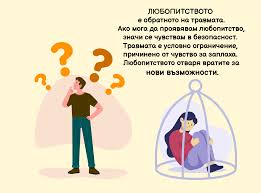 ЛЮБОПИТСТВОТО
е обратното на травмата.
Ако мога да проявявам любопитство,
значи се чувствам в безопасност.
Травмата е условно ограничение,
причинено от чувство за заплаха.
Любопитството отваря вратите за
нови възможности.